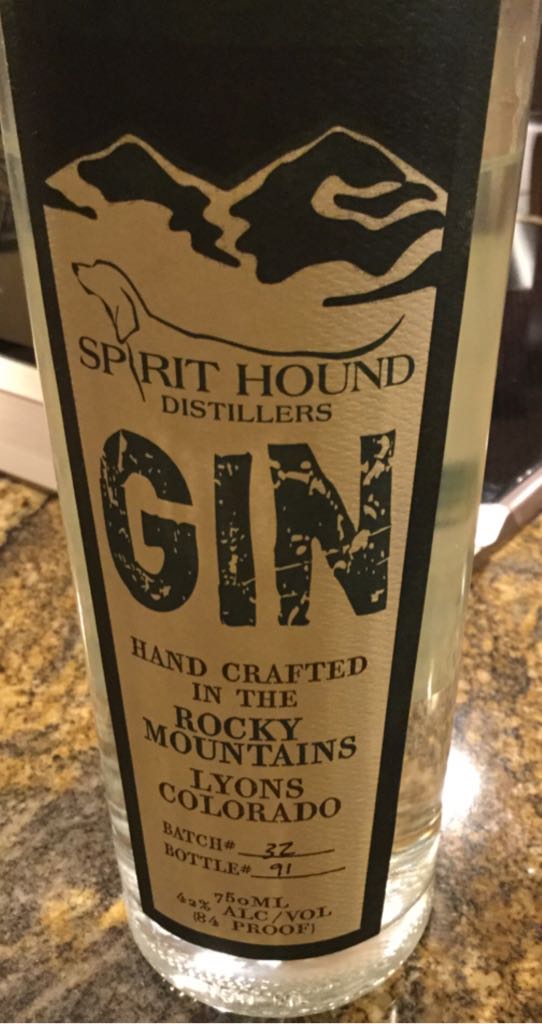 SPIRIT HOUND
DISTILLERS
GIN
HAND CRAFTED
IN THE
ROCKY
MOUNTAINS
LYONS
COLORADO
BATCH# 32
BOTTLE# 91
750ML
42% ALC/VOL
(84 PROOF)